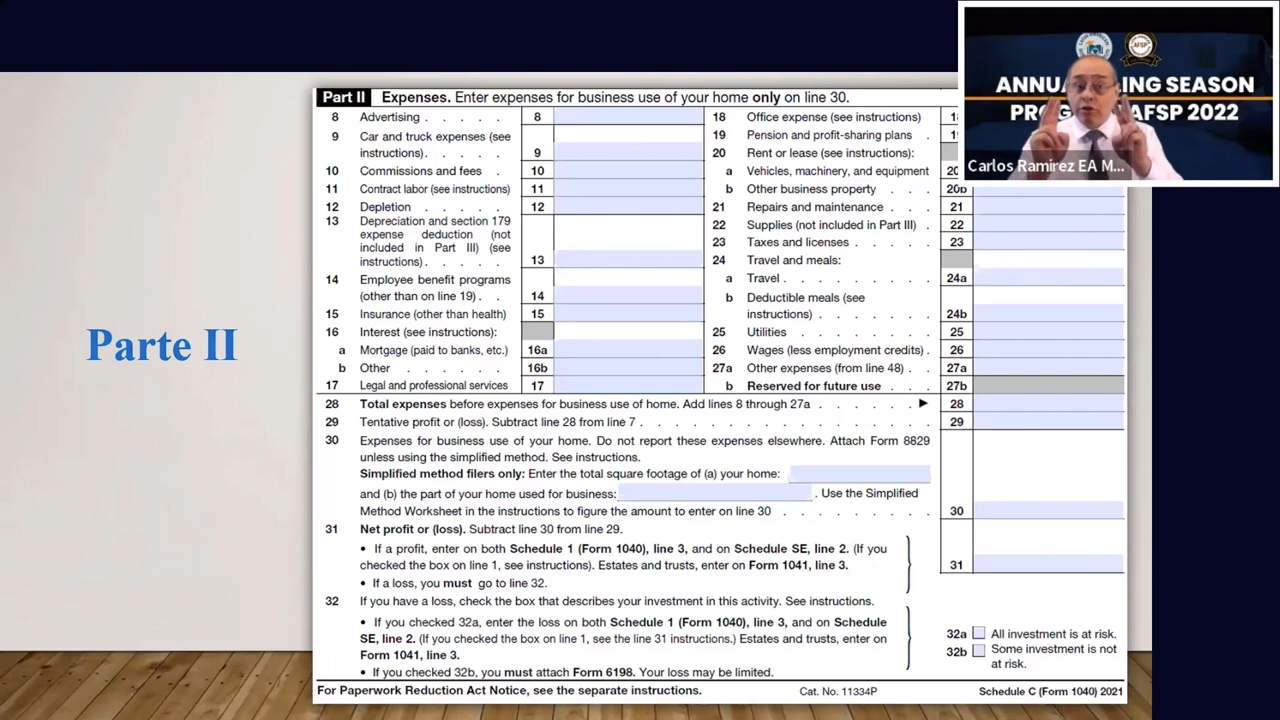 Parte II
Part II Expenses. Enter expenses for business use of your home only on line 30.
8 Advertising . . . . . 8
9 Car and truck expenses (see
instructions). . . . . 9
10 Commissions and fees . 10
11 Contract labor (see instructions) 11
12 Depletion . . . . . 12
13 Depreciation and section 179
expense deduction (not
included in Part III) (see
instructions). . . . . 13
14 Employee benefit programs
(other than on line 19) . . 14
15 Insurance (other than health) 15
16 Interest (see instructions):
a Mortgage (paid to banks, etc.) 16a
b Other . . . . . . 16b
17 Legal and professional services 17
18 Office expense (see instructions)
19 Pension and profit-sharing plans .
20 Rent or lease (see instructions):
a Vehicles, machinery, and equipment
b Other business property . . . 20b
21 Repairs and maintenance . . . 21
22 Supplies (not included in Part III) . 22
23 Taxes and licenses . . . . . 23
24 Travel and meals:
a Travel . . . . . . . . . 24a
b Deductible meals (see
instructions) . . . . . . . 24b
25 Utilities . . . . . . . . 25
26 Wages (less employment credits) . 26
27a Other expenses (from line 48) . . 27a
b Reserved for future use . . . 27b
28 Total expenses before expenses for business use of home. Add lines 8 through 27a . . . . . . ▶ 28
29 Tentative profit or (loss). Subtract line 28 from line 7 . . . . . . . . . . . . . . . . . 29
30 Expenses for business use of your home. Do not report these expenses elsewhere. Attach Form 8829
unless using the simplified method. See instructions.
Simplified method filers only: Enter the total square footage of (a) your home:
and (b) the part of your home used for business: . Use the Simplified
Method Worksheet in the instructions to figure the amount to enter on line 30 . . . . . . . . . 30
31 Net profit or (loss). Subtract line 30 from line 29.
• If a profit, enter on both Schedule 1 (Form 1040), line 3, and on Schedule SE, line 2. (If you
checked the box on line 1, see instructions). Estates and trusts, enter on Form 1041, line 3.
• If a loss, you must go to line 32.
31
32 If you have a loss, check the box that describes your investment in this activity. See instructions.
• If you checked 32a, enter the loss on both Schedule 1 (Form 1040), line 3, and on Schedule
SE, line 2. (If you checked the box on line 1, see the line 31 instructions.) Estates and trusts, enter on
Form 1041, line 3.
• If you checked 32b, you must attach Form 6198. Your loss may be limited.
32a All investment is at risk.
32b Some investment is not
at risk.
For Paperwork Reduction Act Notice, see the separate instructions. Cat. No. 11334P Schedule C (Form 1040) 2021
AFSP
SEASON
AFSP 2022
Carlos Ramirez EA M...